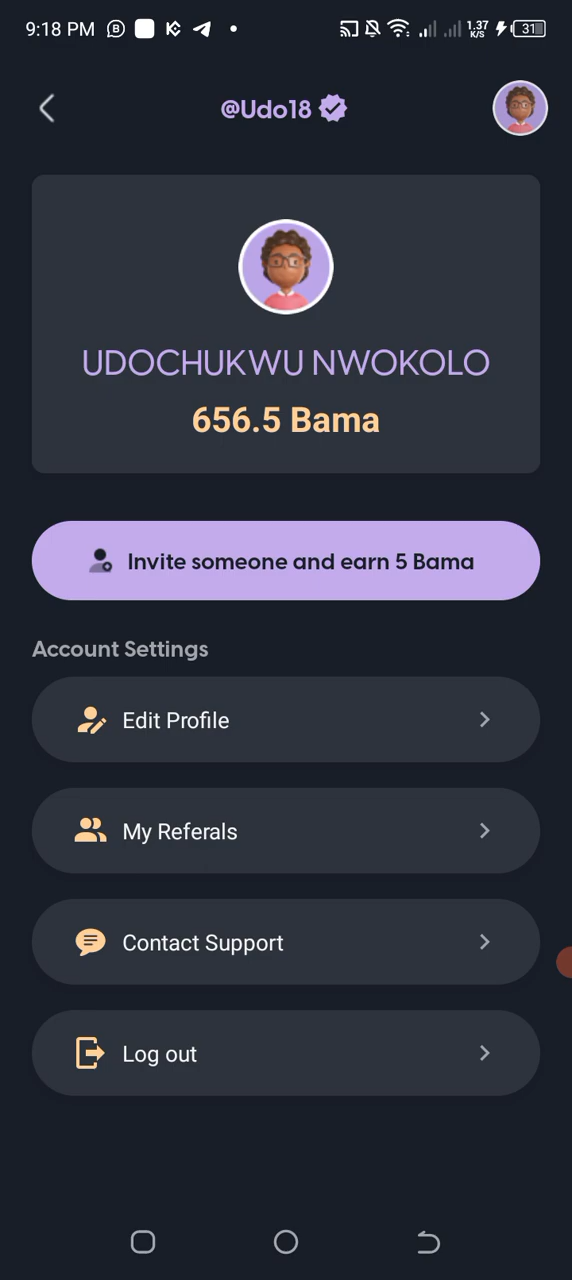 9:18 PM
1.37
K/S
31
@Udo18
UDOCHUKWU NWOKOLO
656.5 Bama
Invite someone and earn 5 Bama
Account Settings
Edit Profile
My Referals
Contact Support
Log out